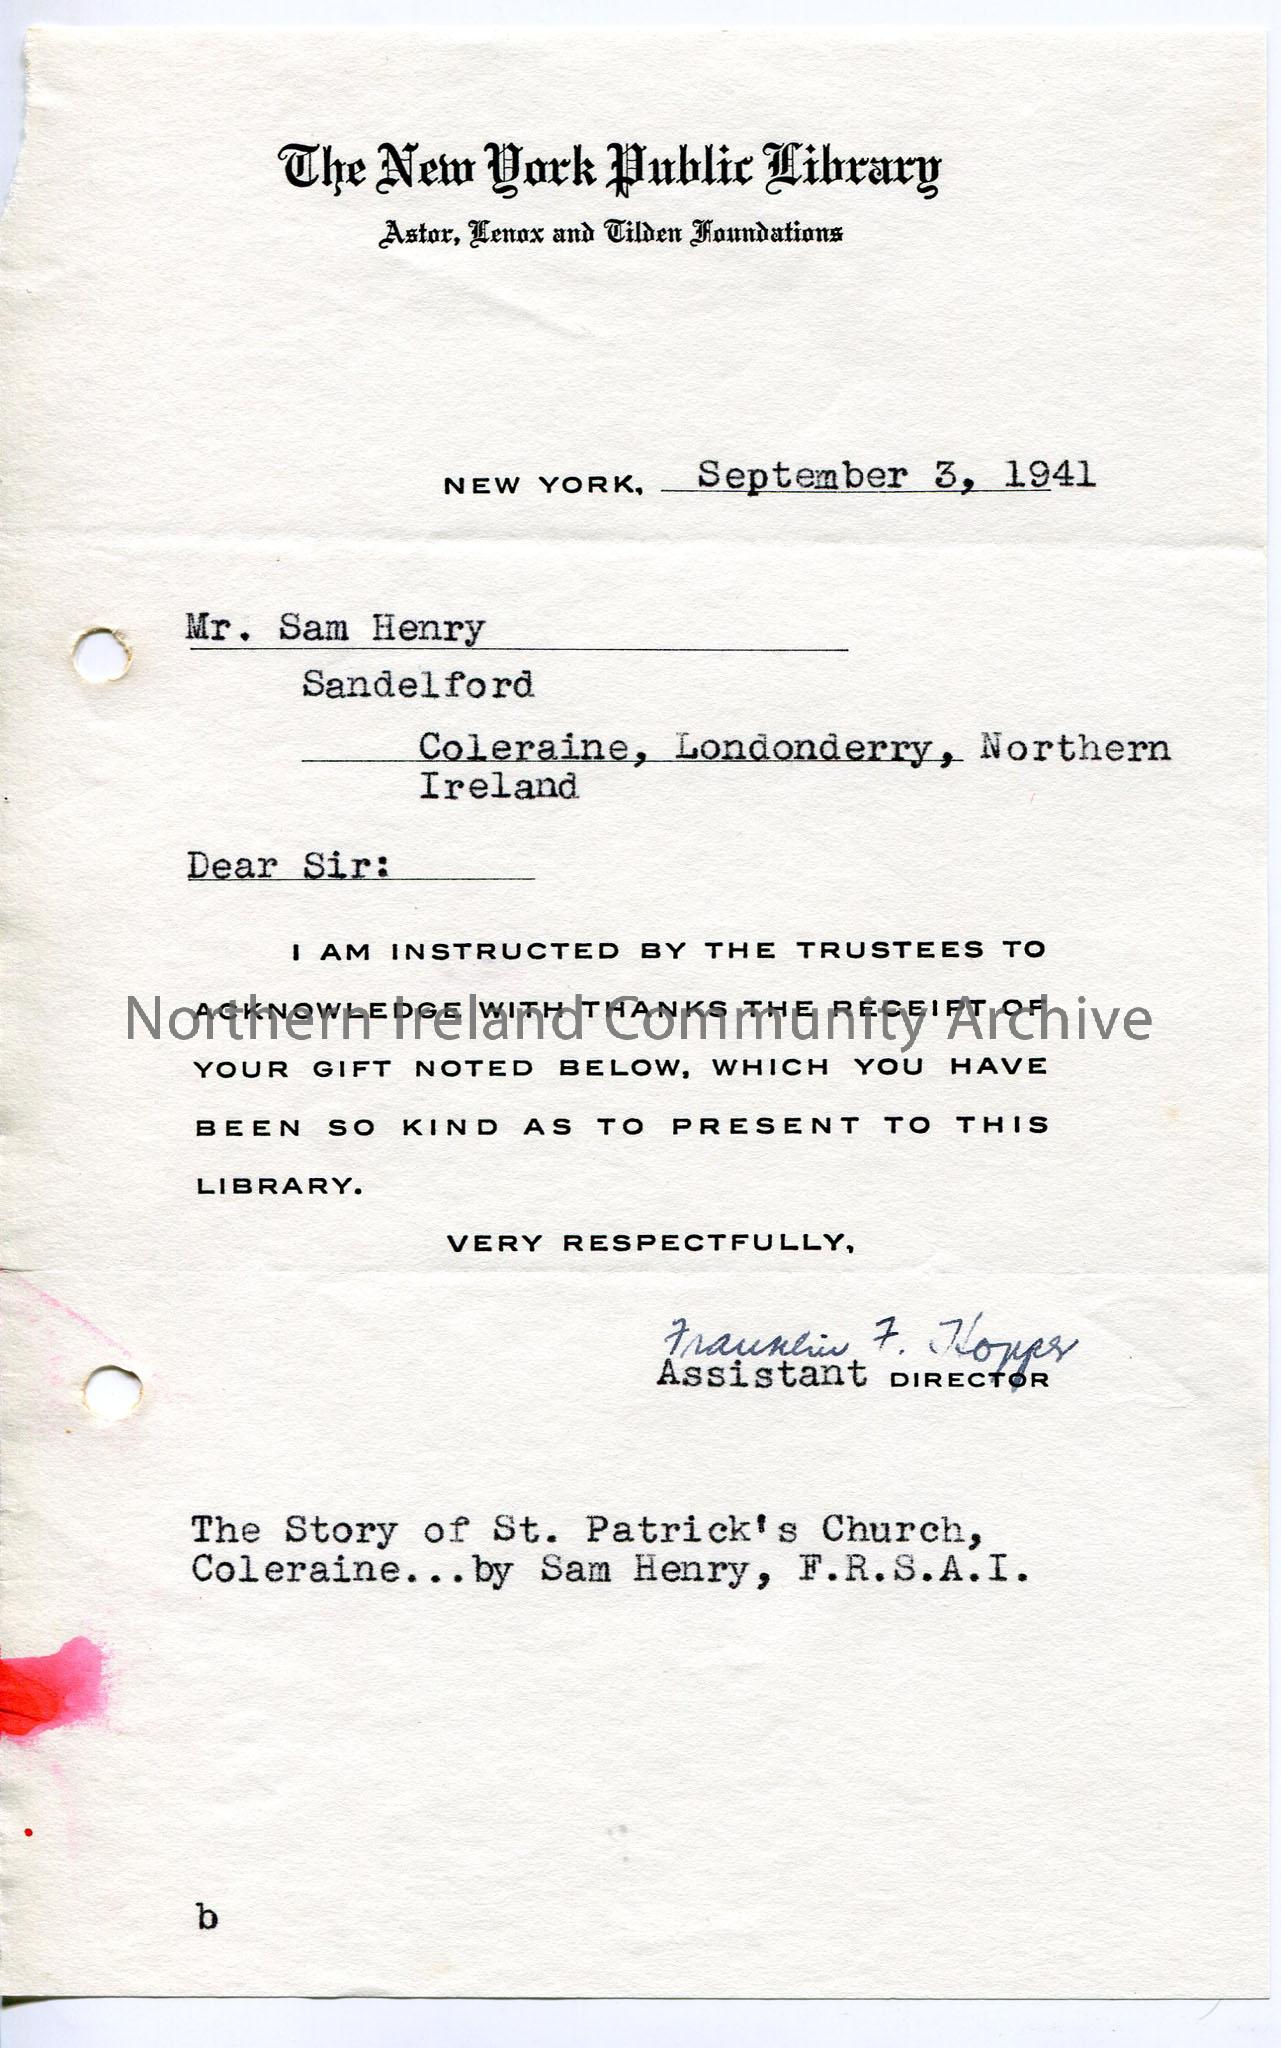 The New York Public Library
Astor, Lenox and Tilden Foundations
NEW YORK, September 3, 1941
Mr. Sam Henry
Sandelford
Coleraine, Londonderry, Northern
Ireland
Dear Sir:
I AM INSTRUCTED BY THE TRUSTEES TO
ACKNOWLEDGE WITH THANKS THE RECEIPT OF
Northern Ireland Community Archive
YOUR GIFT NOTED BELOW, WHICH YOU HAVE
BEEN SO KIND AS TO PRESENT TO THIS
LIBRARY.
VERY RESPECTFULLY,
Franklin F. Hopper
Assistant DIRECTOR
The Story of St. Patrick's Church,
Coleraine...by Sam Henry, F.R.S.A.I.
b